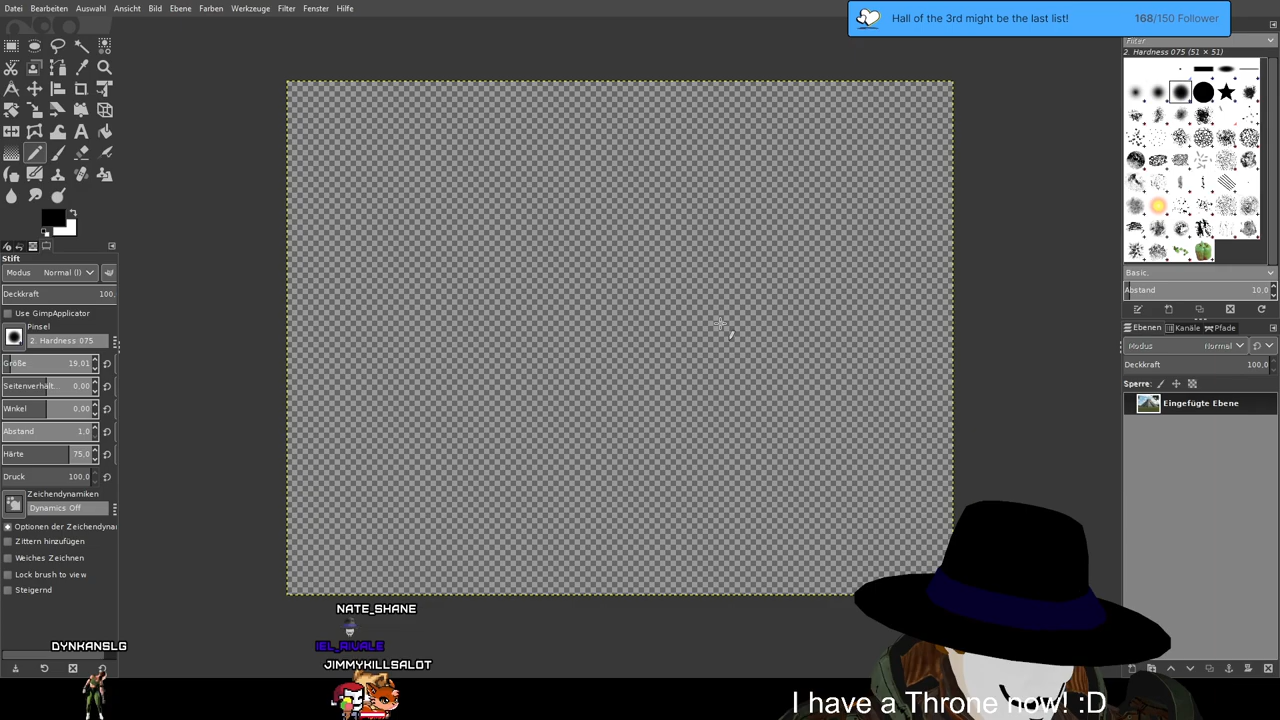 Datei Bearbeiten Auswahl Ansicht Bild Ebene Farben Werkzeuge Filter Fenster Hilfe
Hall of the 3rd might be the last list! 168/150 Follower
Filter
2. Hardness 075 (51 × 51)
Basic,
Abstand 10,0
Ebenen Kanäle Pfade
Modus Normal
Deckkraft 100,0
Sperre:
Eingefügte Ebene
Stift
Modus Normal (l)
Deckkraft 100,
Use GimpApplicator
Pinsel
2. Hardness 075
Größe 19,01
Seitenverhält... 0,00
Winkel 0,00
Abstand 1,0
Härte 75,0
Druck 100,0
Zeichendynamiken
Dynamics Off
Optionen der Zeichendyna
Zittern hinzufügen
Weiches Zeichnen
Lock brush to view
Steigernd
NATE_SHANE
DYNKANSLG
IEL_RIVALE
JIMMYKILLSALOT
I have a Throne now! :D